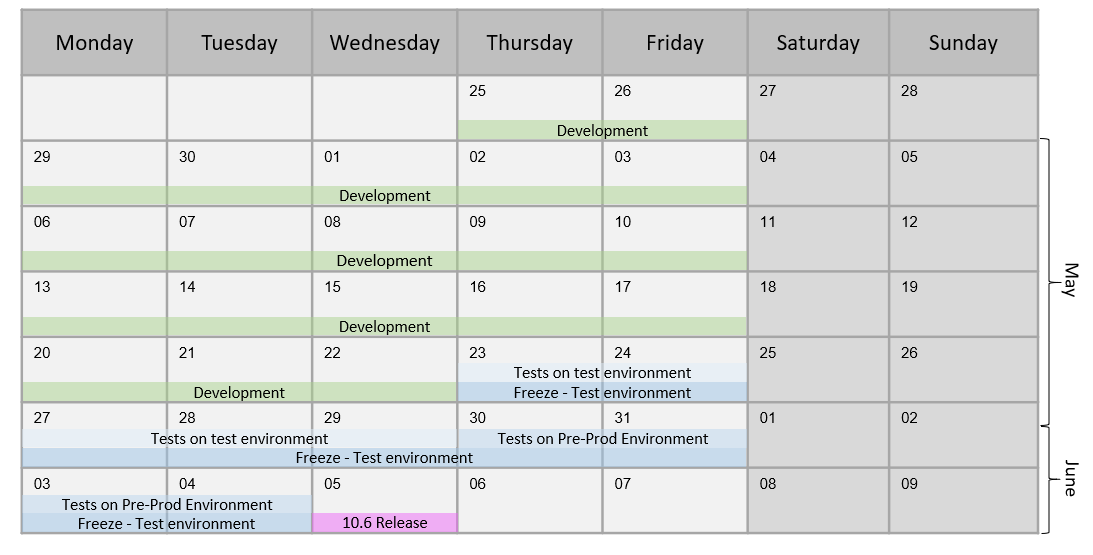 Monday Tuesday Wednesday Thursday Friday Saturday Sunday
25 26 27 28
Development
29 30 01 02 03 04 05
Development
06 07 08 09 10 11 12
Development
13 14 15 16 17 18 19
Development
20 21 22 23 24 25 26
Tests on test environment
Development Freeze - Test environment
27 28 29 30 31 01 02
Tests on test environment Tests on Pre-Prod Environment
Freeze - Test environment
03 04 05 06 07 08 09
Tests on Pre-Prod Environment
Freeze - Test environment 10.6 Release
May
June